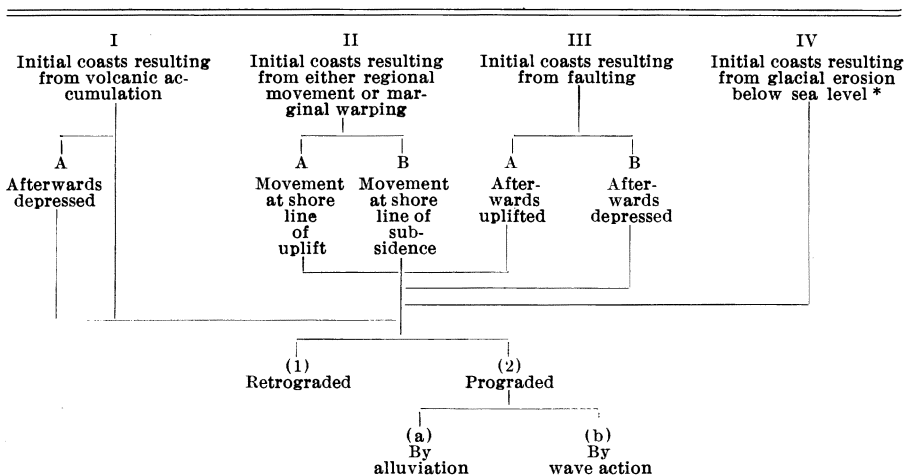 I
Initial coasts resulting
from volcanic ac-
cumulation
II
Initial coasts resulting
from either regional
movement or mar-
ginal warping
III
Initial coasts resulting
from faulting
IV
Initial coasts resulting
from glacial erosion
below sea level *
A
Afterwards
depressed
A
Movement
at shore
line
of
uplift
B
Movement
at shore
line of
sub-
sidence
A
After-
wards
uplifted
B
After-
wards
depressed
(1)
Retrograded
(2)
Prograded
(a)
By
alluviation
(b)
By
wave action